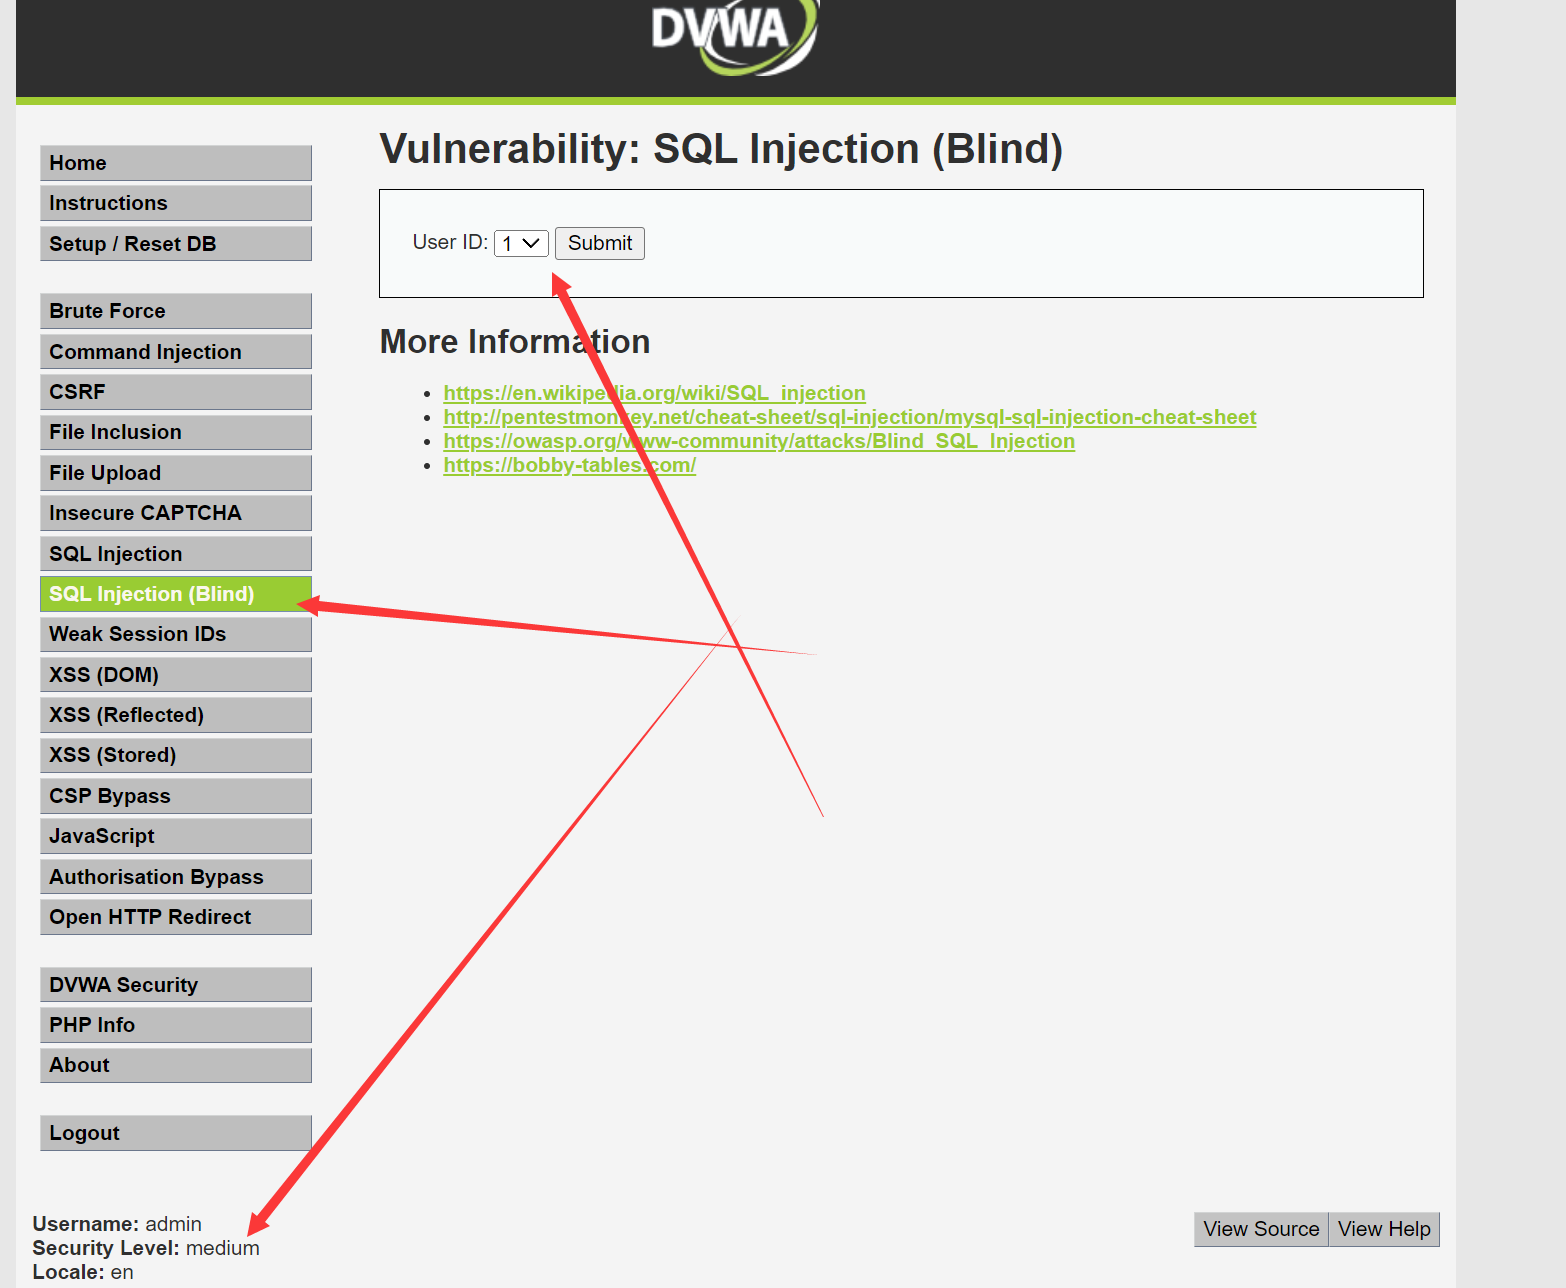 DVWA
Home
Instructions
Setup / Reset DB
Brute Force
Command Injection
CSRF
File Inclusion
File Upload
Insecure CAPTCHA
SQL Injection
SQL Injection (Blind)
Weak Session IDs
XSS (DOM)
XSS (Reflected)
XSS (Stored)
CSP Bypass
JavaScript
Authorisation Bypass
Open HTTP Redirect
DVWA Security
PHP Info
About
Logout
Vulnerability: SQL Injection (Blind)
User ID: 1 Submit
More Information
https://en.wikipedia.org/wiki/SQL_injection
http://pentestmonkey.net/cheat-sheet/sql-injection/mysql-sql-injection-cheat-sheet
https://owasp.org/www-community/attacks/Blind_SQL_Injection
https://bobby-tables.com/
Username: admin
Security Level: medium
Locale: en
View Source View Help